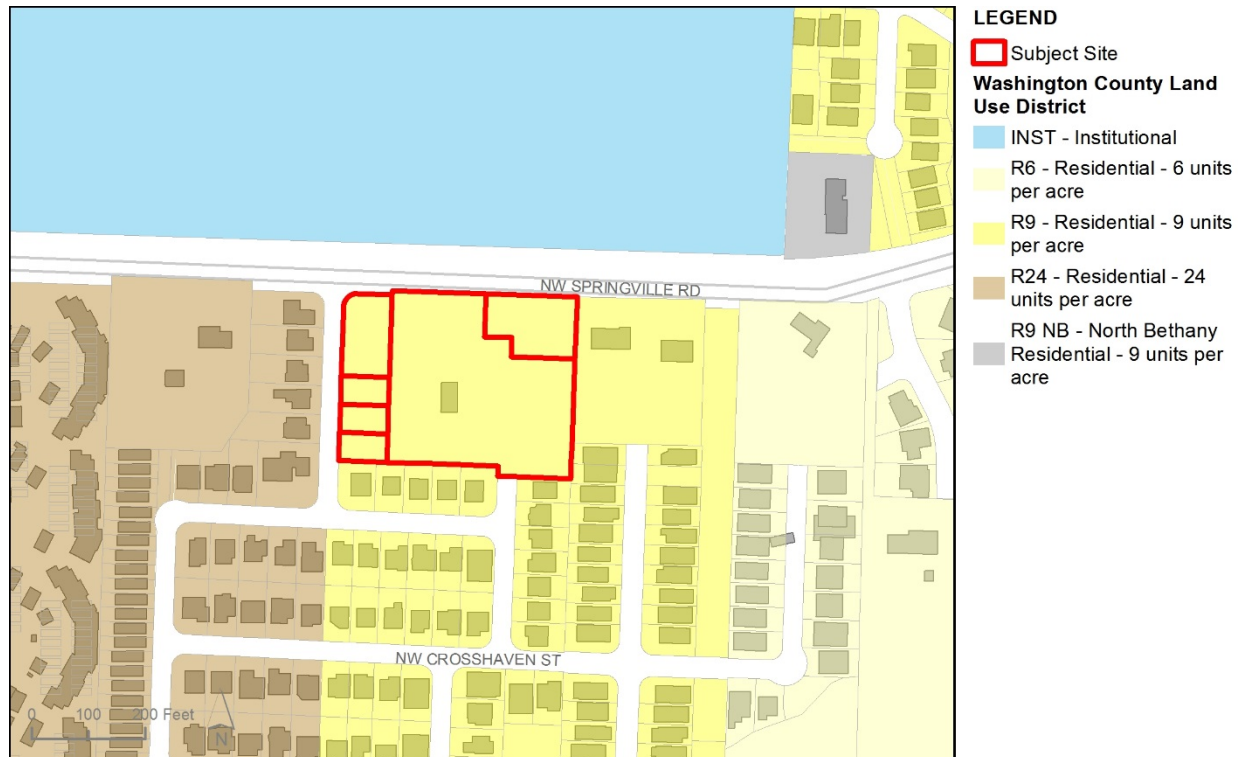 LEGEND
Subject Site
Washington County Land
Use District
INST - Institutional
R6 - Residential - 6 units
per acre
R9 - Residential - 9 units
per acre
R24 - Residential - 24
units per acre
R9 NB - North Bethany
Residential - 9 units per
acre
NW SPRINGVILLE RD
NW CROSSHAVEN ST
0 100 200 Feet
N